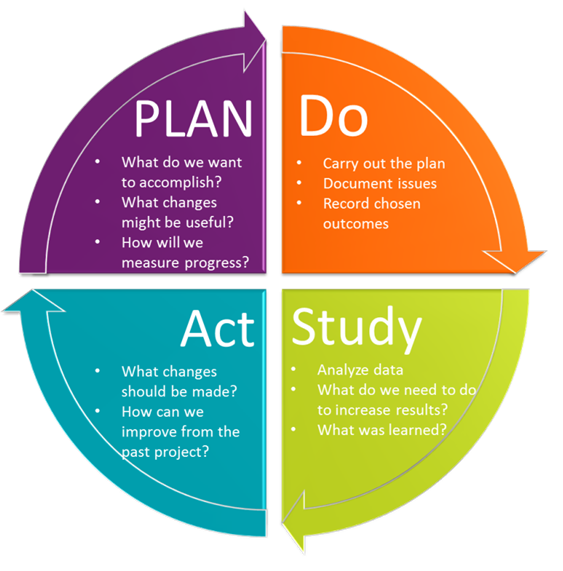 PLAN
• What do we want
to accomplish?
• What changes
might be useful?
• How will we
measure progress?
Do
• Carry out the plan
• Document issues
• Record chosen
outcomes
Act
• What changes
should be made?
• How can we
improve from the
past project?
Study
• Analyze data
• What do we need to do
to increase results?
• What was learned?